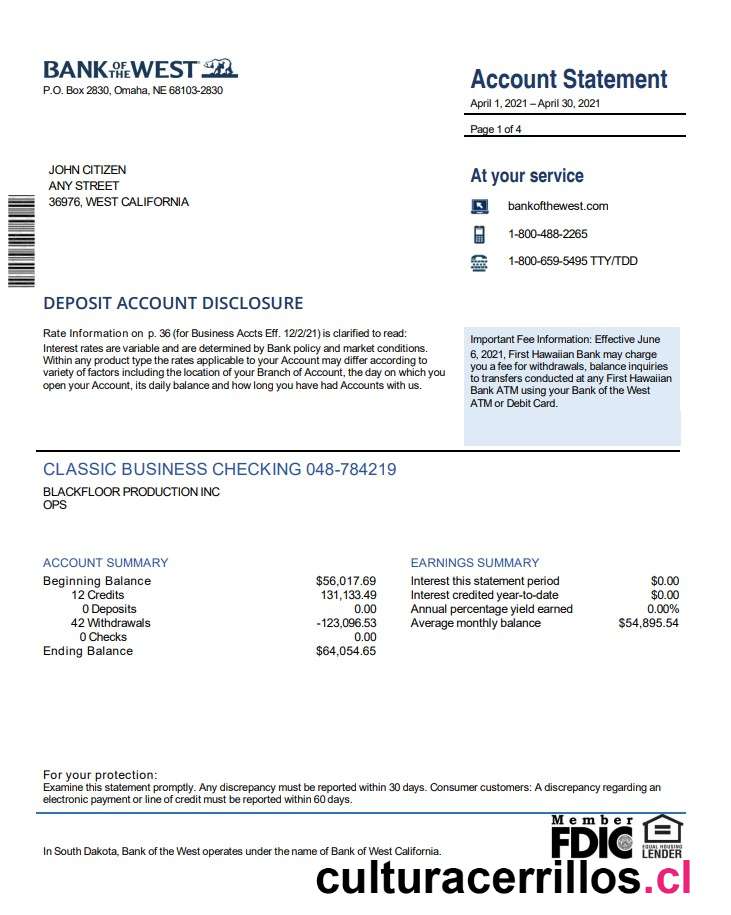 BANK OF THE WEST
P.O. Box 2830, Omaha, NE 68103-2830
Account Statement
April 1, 2021 – April 30, 2021
Page 1 of 4
JOHN CITIZEN
ANY STREET
36976, WEST CALIFORNIA
At your service
bankofthewest.com
1-800-488-2265
1-800-659-5495 TTY/TDD
DEPOSIT ACCOUNT DISCLOSURE
Rate Information on p. 36 (for Business Accts Eff. 12/2/21) is clarified to read:
Interest rates are variable and are determined by Bank policy and market conditions.
Within any product type the rates applicable to your Account may differ according to
variety of factors including the location of your Branch of Account, the day on which you
open your Account, its daily balance and how long you have had Accounts with us.
Important Fee Information: Effective June
6, 2021, First Hawaiian Bank may charge
you a fee for withdrawals, balance inquiries
to transfers conducted at any First Hawaiian
Bank ATM using your Bank of the West
ATM or Debit Card.
CLASSIC BUSINESS CHECKING 048-784219
BLACKFLOOR PRODUCTION INC
OPS
ACCOUNT SUMMARY
Beginning Balance $56,017.69
12 Credits 131,133.49
0 Deposits 0.00
42 Withdrawals -123,096.53
0 Checks 0.00
Ending Balance $64,054.65
EARNINGS SUMMARY
Interest this statement period $0.00
Interest credited year-to-date $0.00
Annual percentage yield earned 0.00%
Average monthly balance $54,895.54
For your protection:
Examine this statement promptly. Any discrepancy must be reported within 30 days. Consumer customers: A discrepancy regarding an
electronic payment or line of credit must be reported within 60 days.
In South Dakota, Bank of the West operates under the name of Bank of West California.
Member
FDIC
EQUAL HOUSING
LENDER
culturacerrillos.cl